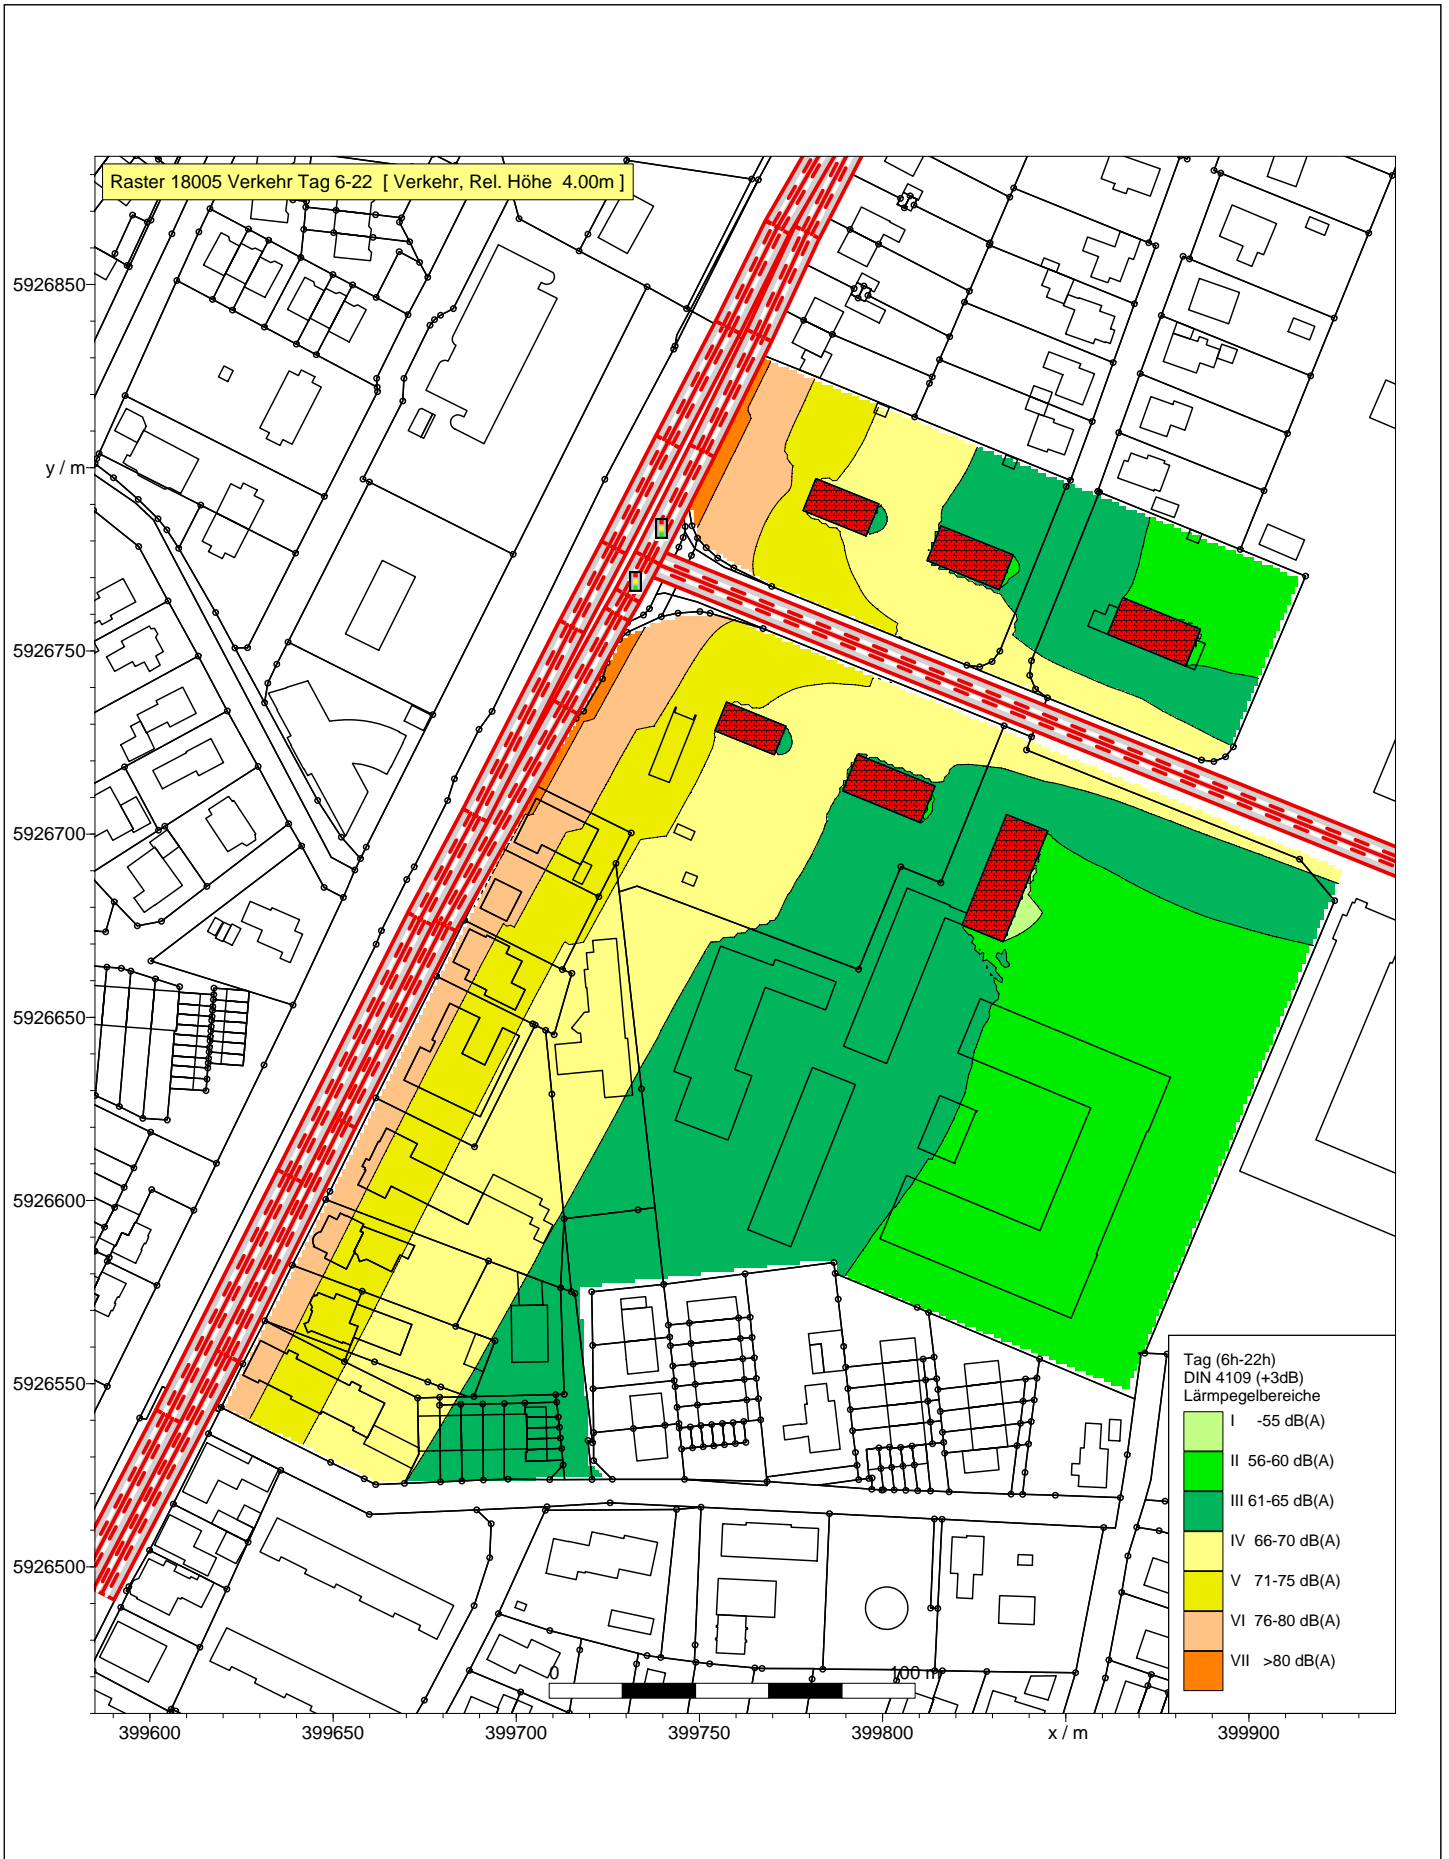 Raster 18005 Verkehr Tag 6-22 [ Verkehr, Rel. Höhe 4.00m ]
5926850
y / m
5926750
5926700
5926650
5926600
5926550
5926500
Tag (6h-22h)
DIN 4109 (+3dB)
Lärmpegelbereiche
I -55 dB(A)
II 56-60 dB(A)
III 61-65 dB(A)
IV 66-70 dB(A)
V 71-75 dB(A)
VI 76-80 dB(A)
VII >80 dB(A)
0 100 m
399600 399650 399700 399750 399800 x / m 399900